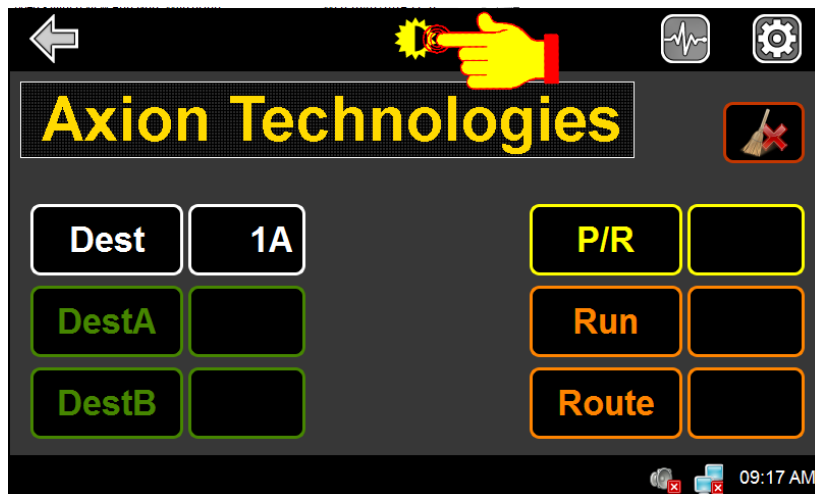 Axion Technologies
Dest 1A P/R
DestA Run
DestB Route
09:17 AM